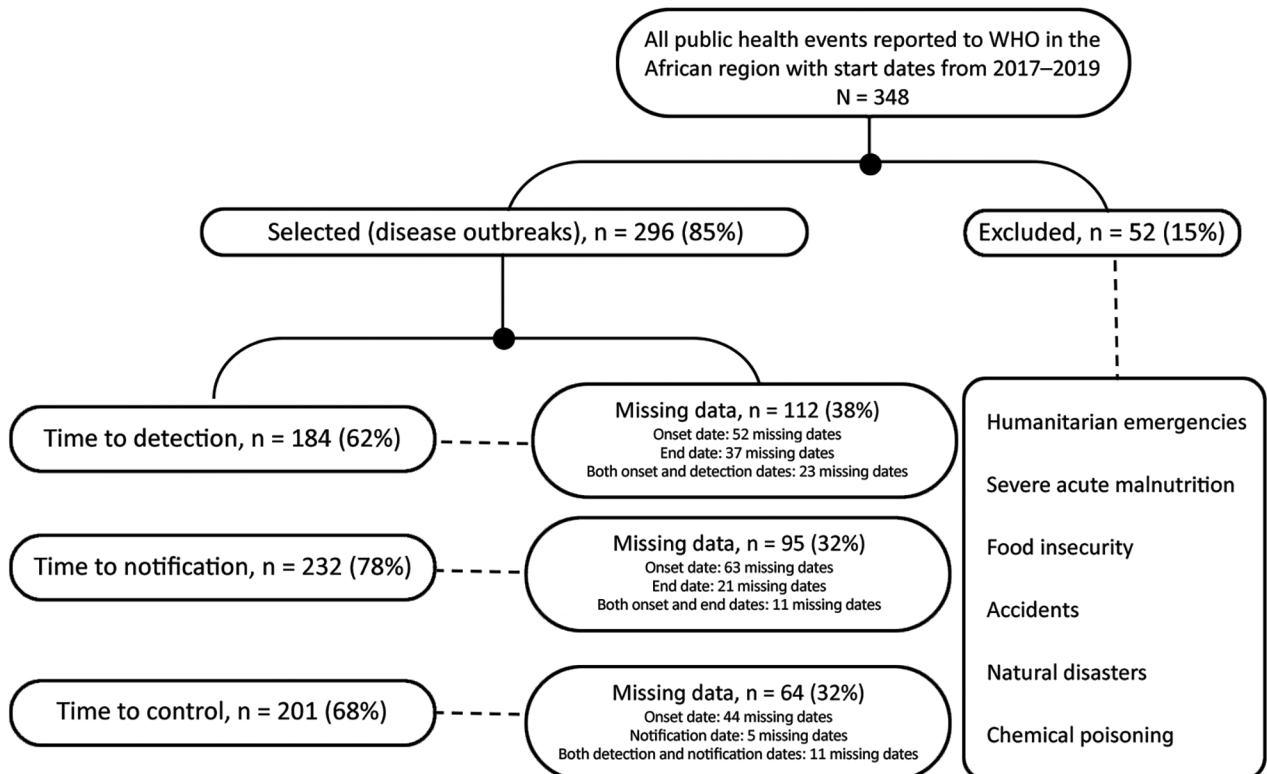 All public health events reported to WHO in the
African region with start dates from 2017–2019
N = 348
Selected (disease outbreaks), n = 296 (85%)
Excluded, n = 52 (15%)
Time to detection, n = 184 (62%)
Missing data, n = 112 (38%)
Onset date: 52 missing dates
End date: 37 missing dates
Both onset and detection dates: 23 missing dates
Time to notification, n = 232 (78%)
Missing data, n = 95 (32%)
Onset date: 63 missing dates
End date: 21 missing dates
Both onset and end dates: 11 missing dates
Time to control, n = 201 (68%)
Missing data, n = 64 (32%)
Onset date: 44 missing dates
Notification date: 5 missing dates
Both detection and notification dates: 11 missing dates
Humanitarian emergencies
Severe acute malnutrition
Food insecurity
Accidents
Natural disasters
Chemical poisoning